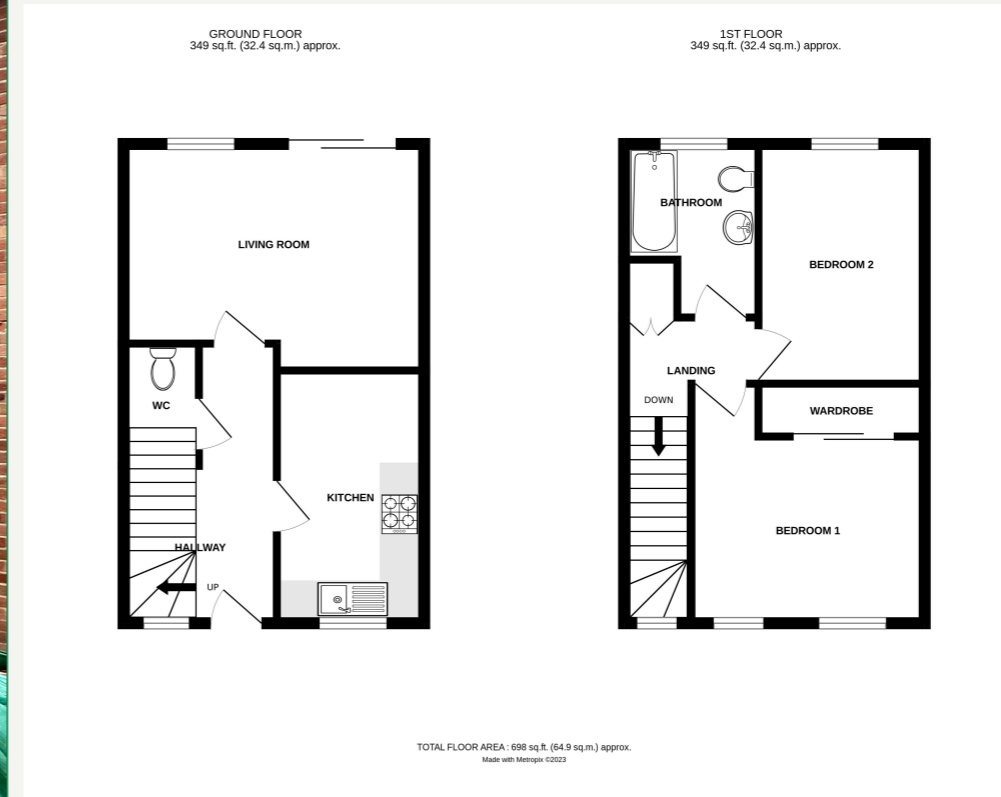 GROUND FLOOR
349 sq.ft. (32.4 sq.m.) approx.
1ST FLOOR
349 sq.ft. (32.4 sq.m.) approx.
LIVING ROOM
WC
KITCHEN
HALLWAY
UP
BATHROOM
BEDROOM 2
LANDING
DOWN
WARDROBE
BEDROOM 1
TOTAL FLOOR AREA : 698 sq.ft. (64.9 sq.m.) approx.
Made with Metropix ©2023